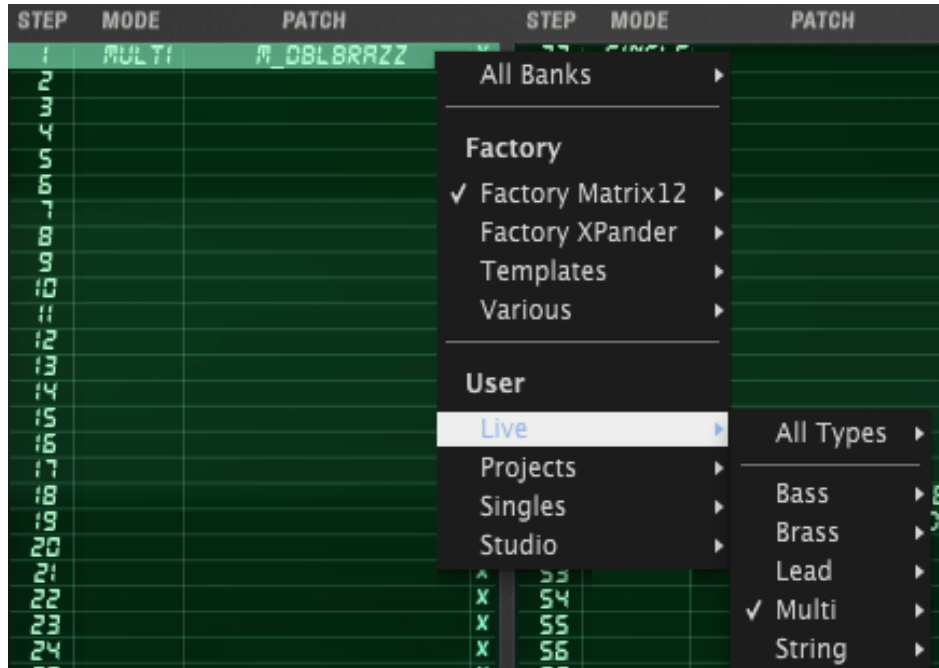 STEP MODE PATCH STEP MODE PATCH
1 MULTI M_DBLBRAZZ
2
3
4
5
6
7
8
9
10
11
12
13
14
15
16
17
18
19
20
21
22 X 54
23 X 55
24 X 56
All Banks
Factory
✓ Factory Matrix12
Factory XPander
Templates
Various
User
Live
Projects
Singles
Studio
All Types
Bass
Brass
Lead
✓ Multi
String